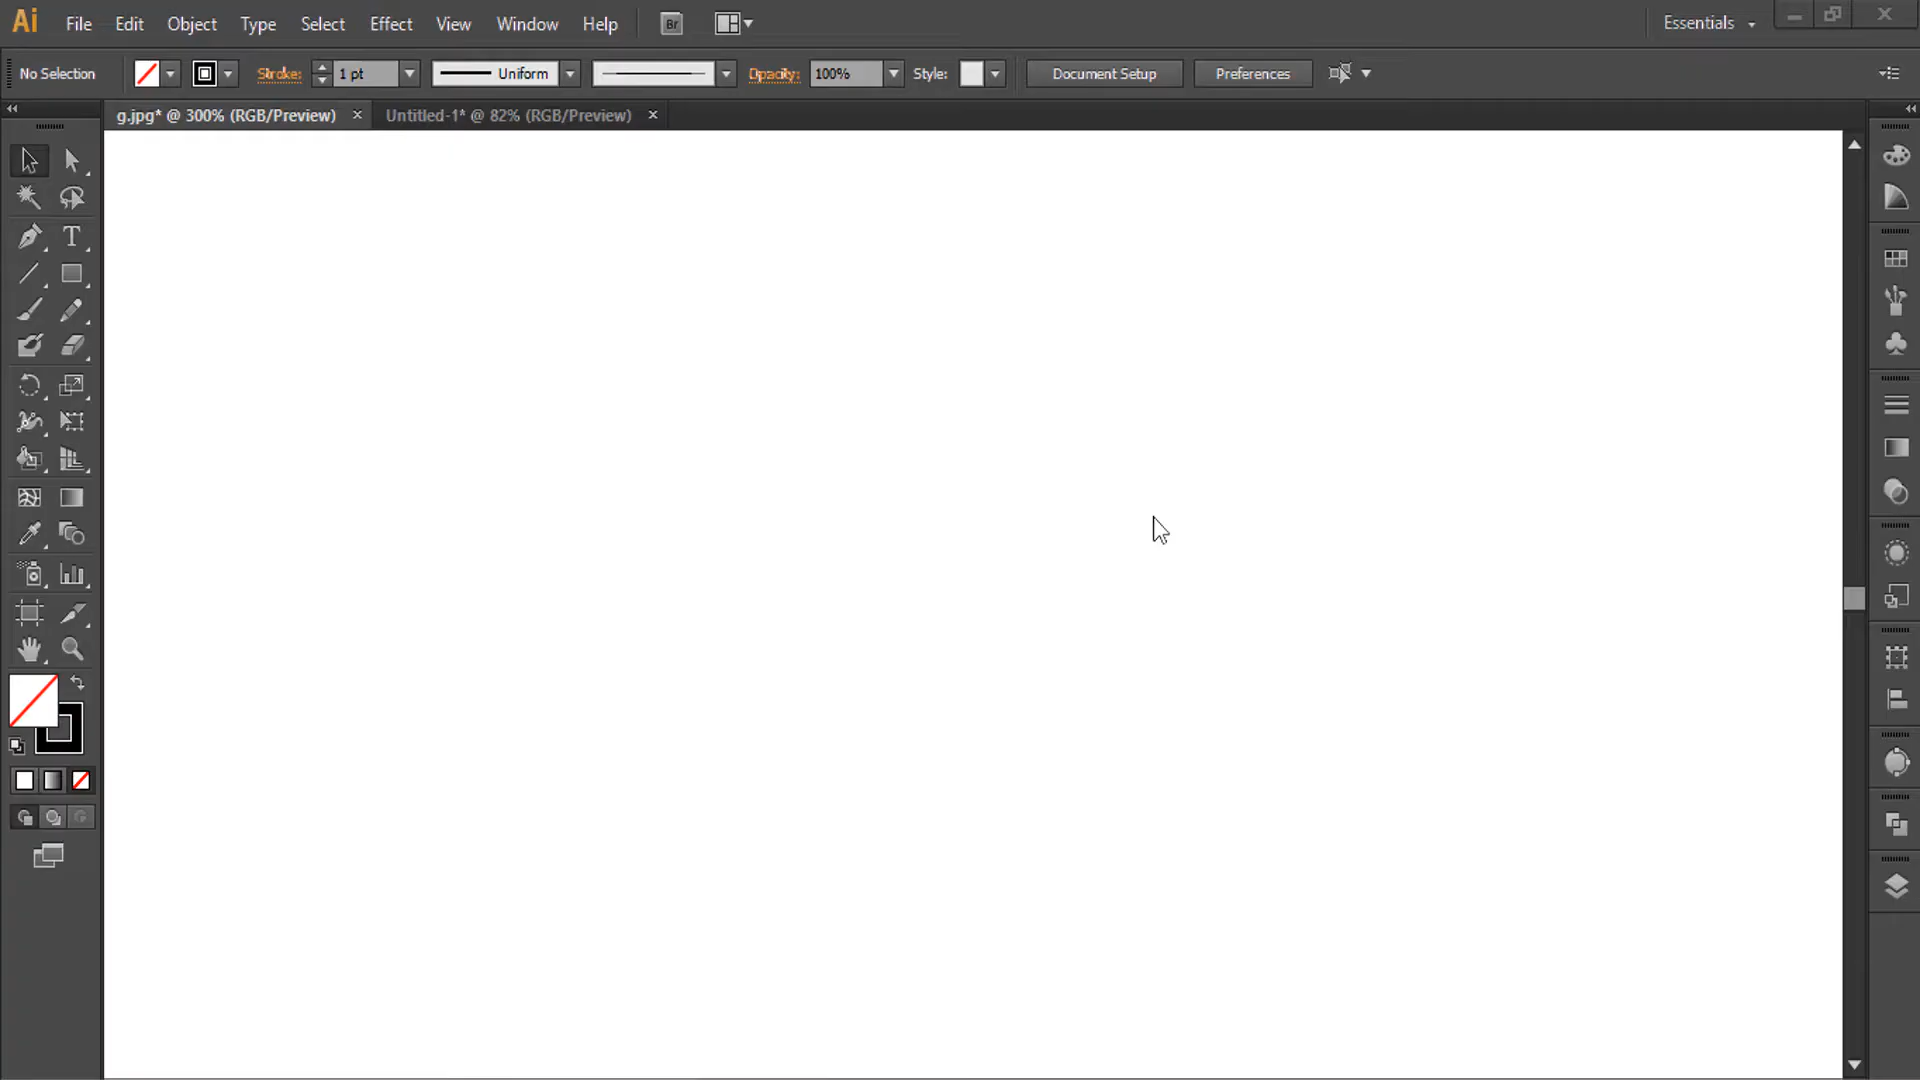 Ai File Edit Object Type Select Effect View Window Help Br Essentials
No Selection Stroke: 1 pt Uniform Opacity: 100% Style: Document Setup Preferences
g.jpg* @ 300% (RGB/Preview) × Untitled-1* @ 82% (RGB/Preview) ×
T